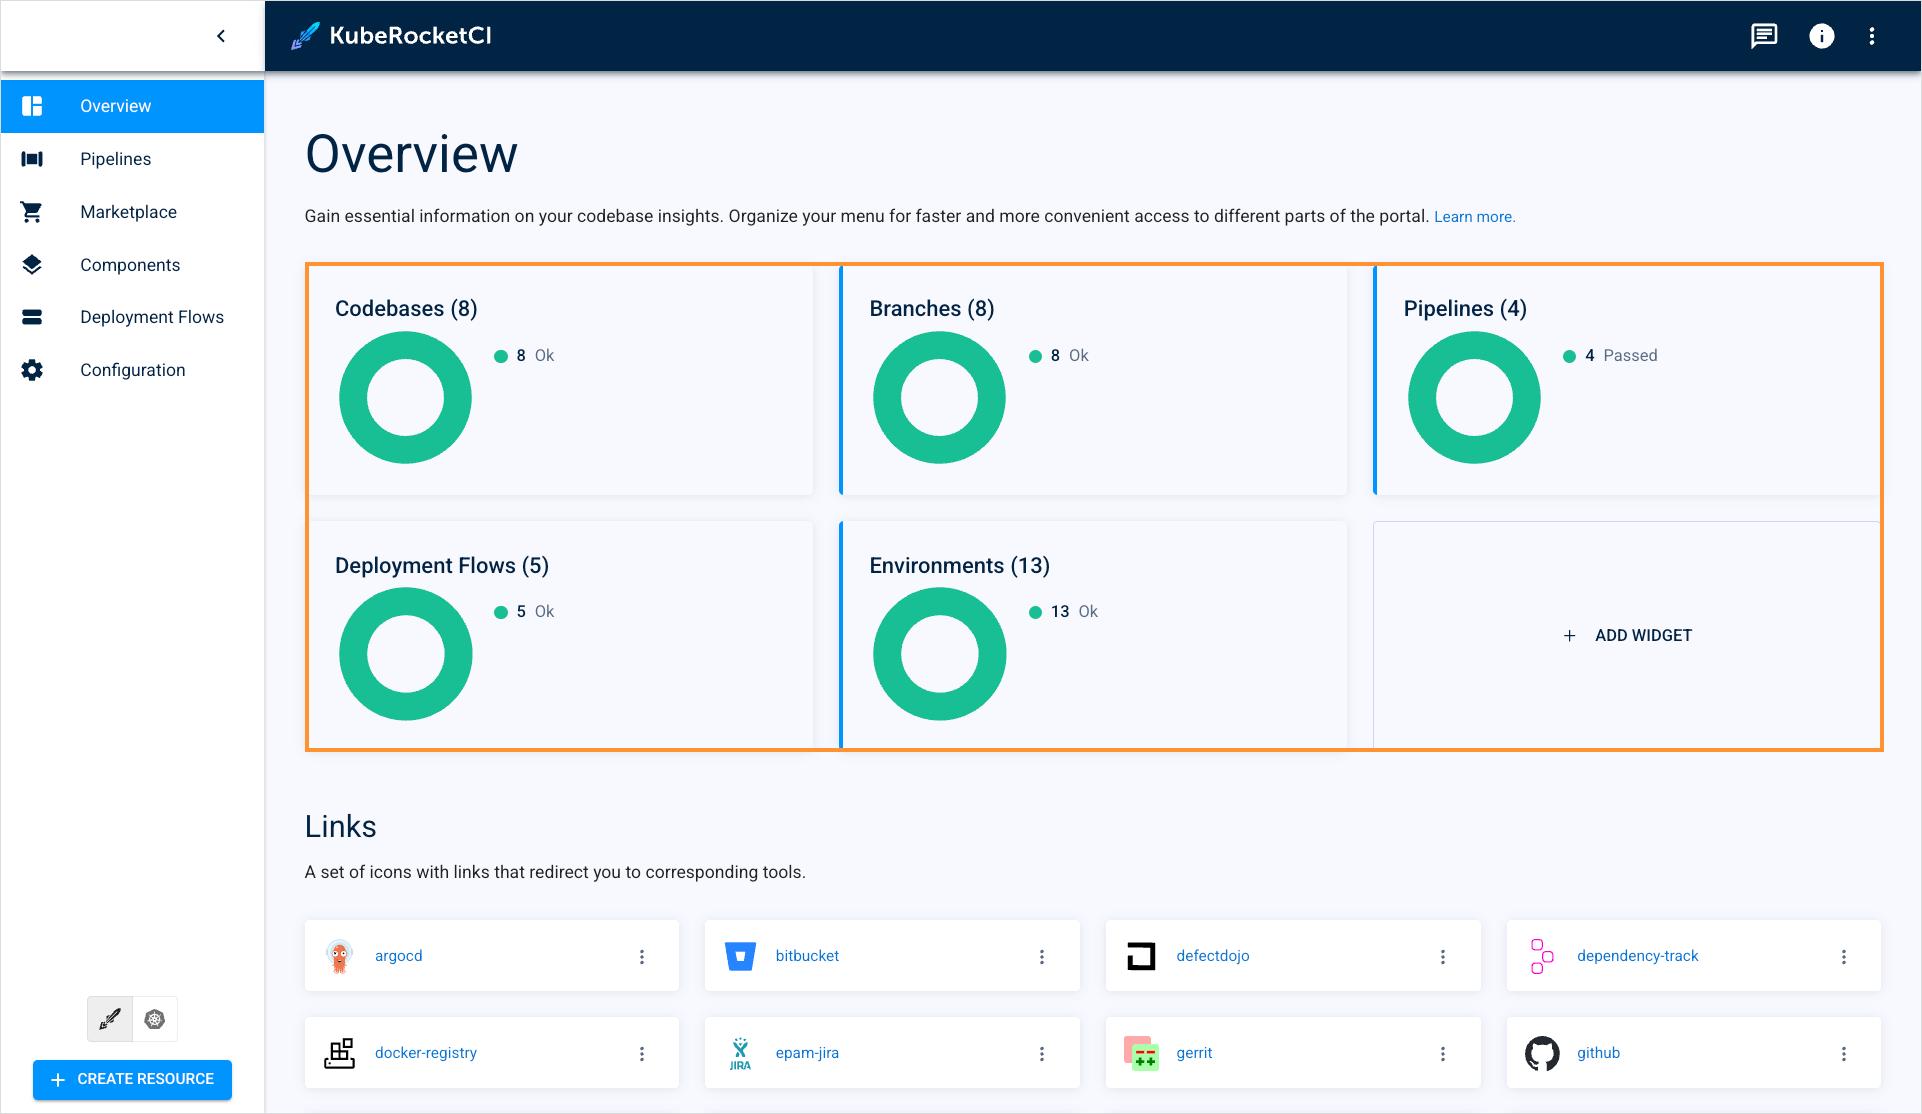 KubeRocketCI
Overview
Pipelines
Marketplace
Components
Deployment Flows
Configuration
CREATE RESOURCE
Overview
Gain essential information on your codebase insights. Organize your menu for faster and more convenient access to different parts of the portal. Learn more.
Codebases (8)
8 Ok
Branches (8)
8 Ok
Pipelines (4)
4 Passed
Deployment Flows (5)
5 Ok
Environments (13)
13 Ok
+ ADD WIDGET
Links
A set of icons with links that redirect you to corresponding tools.
argocd
bitbucket
defectdojo
dependency-track
docker-registry
JIRA
epam-jira
gerrit
github